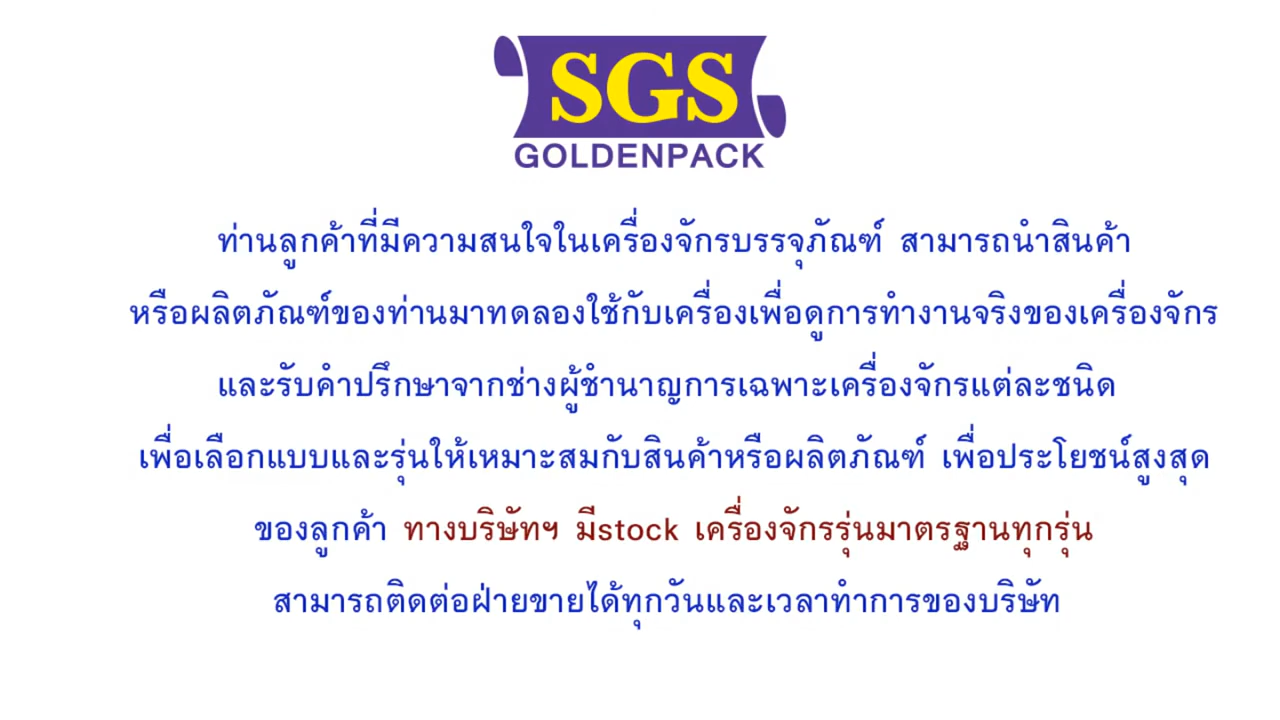 SGS
GOLDENPACK
ท่านลูกค้าที่มีความสนใจในเครื่องจักรบรรจุภัณฑ์ สามารถนำสินค้า
หรือผลิตภัณฑ์ของท่านมาทดลองใช้กับเครื่องเพื่อดูการทำงานจริงของเครื่องจักร
และรับคำปรึกษาจากช่างผู้ชำนาญการเฉพาะเครื่องจักรแต่ละชนิด
เพื่อเลือกแบบและรุ่นให้เหมาะสมกับสินค้าหรือผลิตภัณฑ์ เพื่อประโยชน์สูงสุด
ของลูกค้า ทางบริษัทฯ มีstock เครื่องจักรรุ่นมาตรฐานทุกรุ่น
สามารถติดต่อฝ่ายขายได้ทุกวันและเวลาทำการของบริษัท